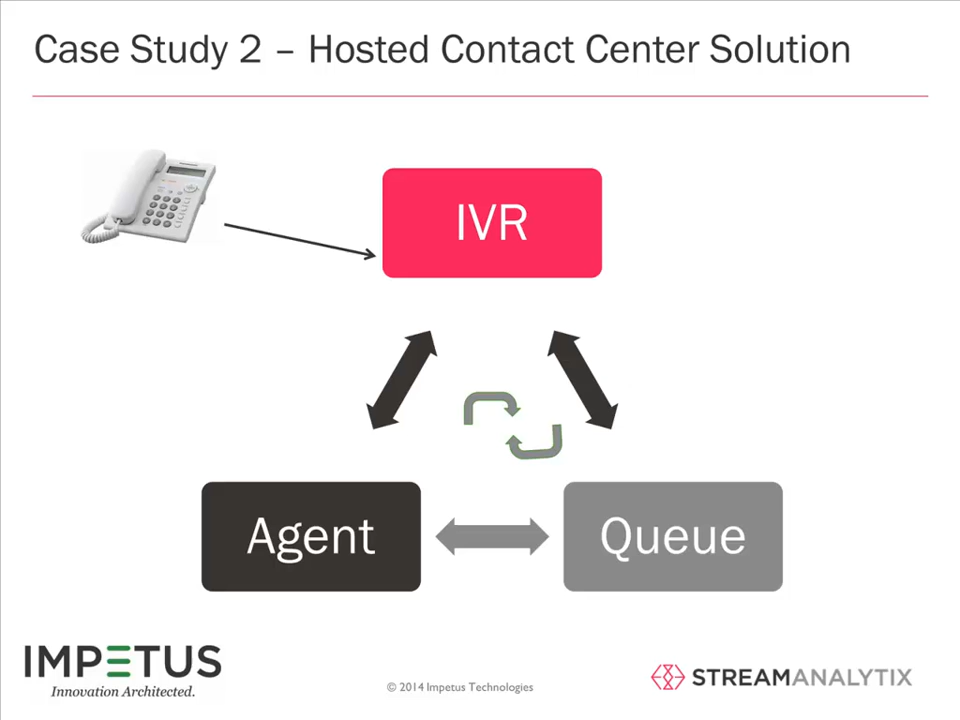 Case Study 2 – Hosted Contact Center Solution
IVR
Agent
Queue
IMPETUS
Innovation Architected.
© 2014 Impetus Technologies
STREAMANALYTIX